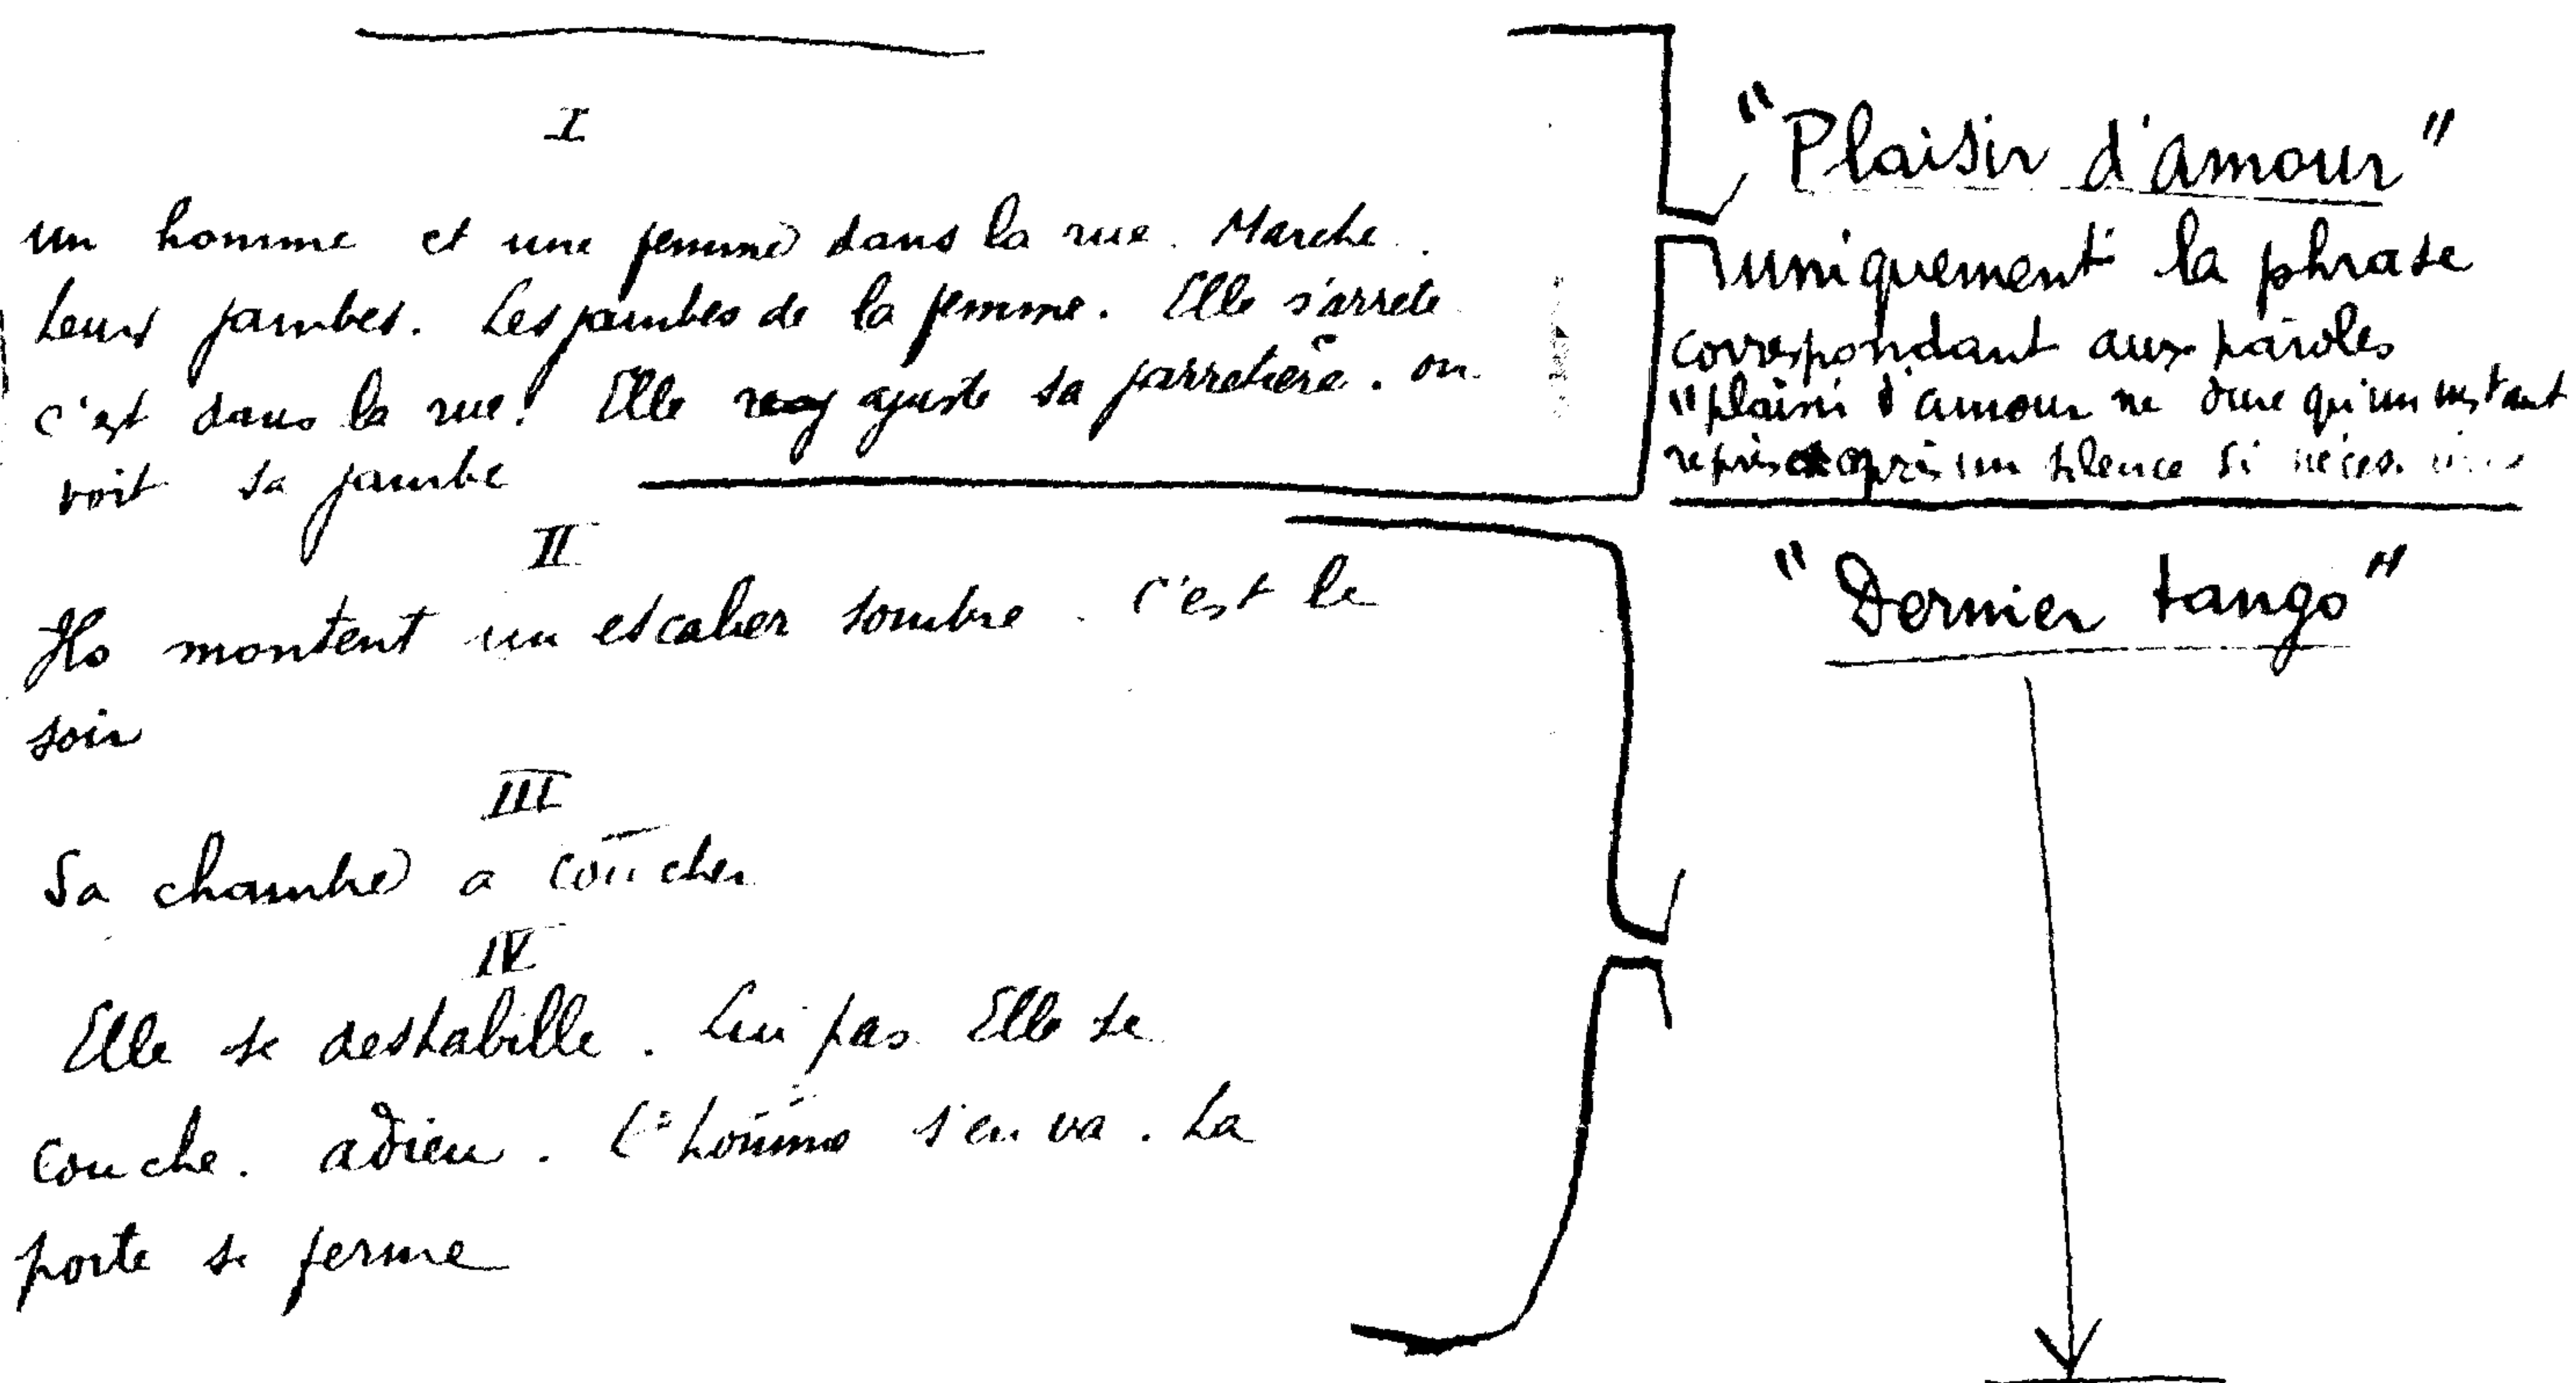 I
un homme et une femme dans la rue. Marche.
Leurs jambes. Les jambes de la femme. Elle s'arrete
c'est dans la rue. Elle ajuste sa jarretière. on
voit sa jambe
II
Ils montent un escalier sombre. C'est le
soir
III
Sa chambre a coucher
IV
Elle se deshabille. Lui pas Elle se
couche. adieu. L'homme s'en va. La
porte se ferme
"Plaisir d'amour"
uniquement la phrase
correspondant aux paroles
"plaisir d'amour ne dure qu'un instant
reprise après un silence si
"Dernier tango"